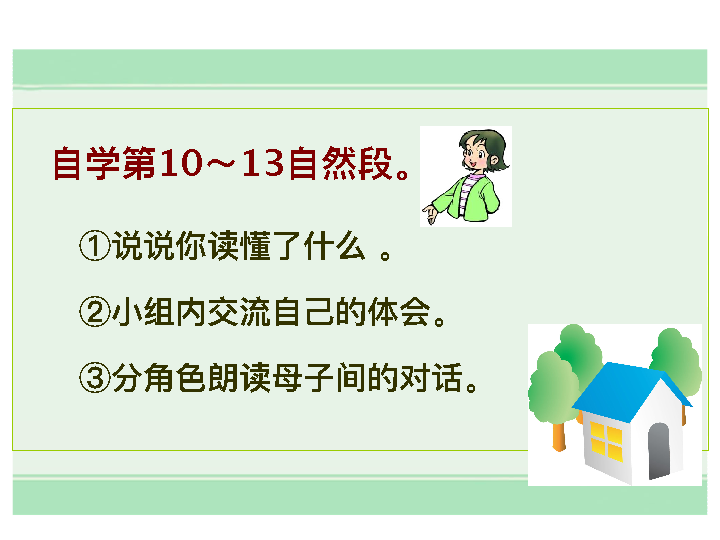 自学第10～13自然段。
①说说你读懂了什么 。
②小组内交流自己的体会。
③分角色朗读母子间的对话。